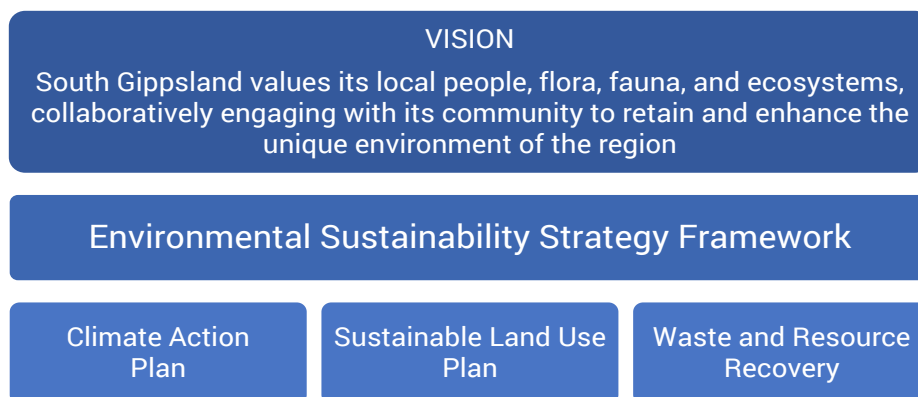 VISION
South Gippsland values its local people, flora, fauna, and ecosystems,
collaboratively engaging with its community to retain and enhance the
unique environment of the region
Environmental Sustainability Strategy Framework
Climate Action
Plan
Sustainable Land Use
Plan
Waste and Resource
Recovery